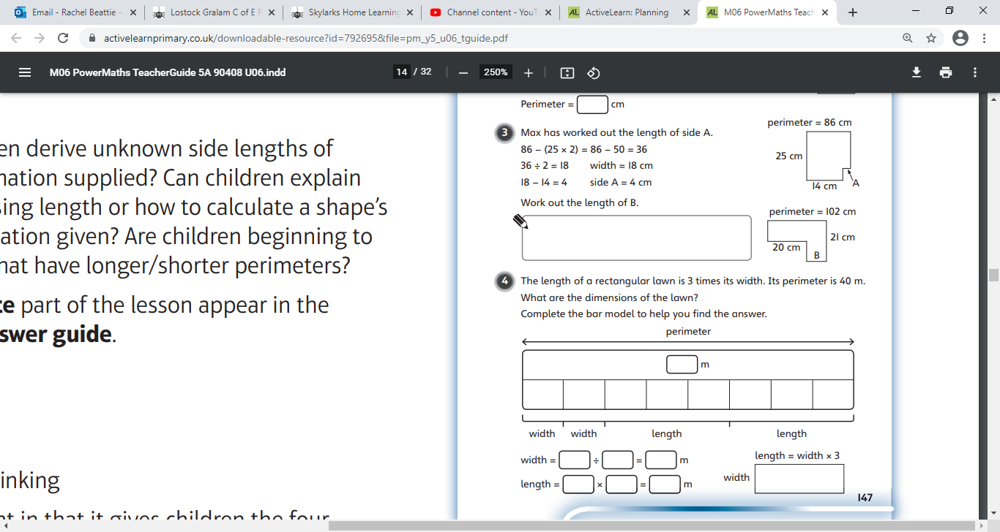 Email - Rachel Beattie -
Lostock Gralam C of E P
Skylarks Home Learning
Channel content - YouT
ActiveLearn: Planning
M06 PowerMaths Teach
activelearnprimary.co.uk/downloadable-resource?id=792695&file=pm_y5_u06_tguide.pdf
M06 PowerMaths TeacherGuide 5A 90408 U06.indd
14 / 32
250%
en derive unknown side lengths of
nation supplied? Can children explain
sing length or how to calculate a shape's
ation given? Are children beginning to
hat have longer/shorter perimeters?
te part of the lesson appear in the
swer guide.
inking
nt in that it gives children the four
Perimeter = cm
3 Max has worked out the length of side A.
86 – (25 × 2) = 86 – 50 = 36
36 ÷ 2 = 18 width = 18 cm
18 – 14 = 4 side A = 4 cm
perimeter = 86 cm
25 cm
14 cm
A
Work out the length of B.
perimeter = 102 cm
21 cm
20 cm
B
4 The length of a rectangular lawn is 3 times its width. Its perimeter is 40 m.
What are the dimensions of the lawn?
Complete the bar model to help you find the answer.
perimeter
m
width width length length
width = ÷ = m
length = × = m
length = width × 3
width
147